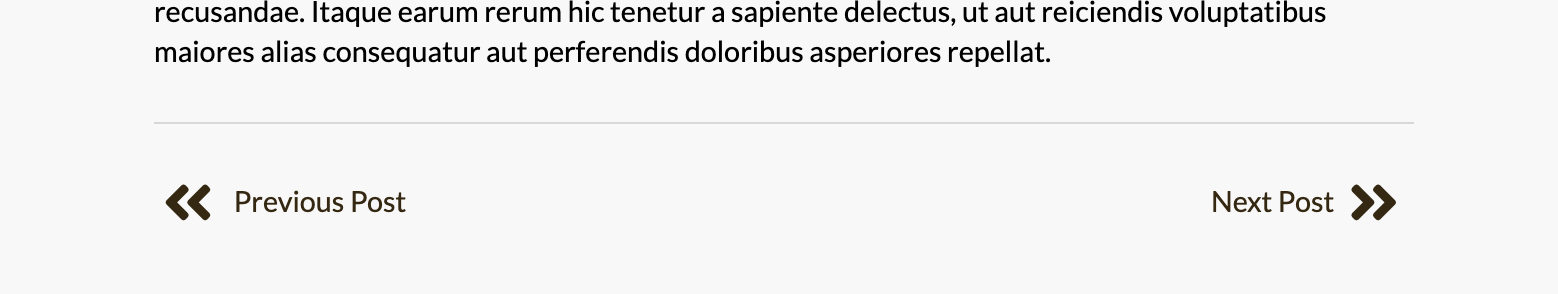 recusandae. Itaque earum rerum hic tenetur a sapiente delectus, ut aut reiciendis voluptatibus
maiores alias consequatur aut perferendis doloribus asperiores repellat.
Previous Post
Next Post